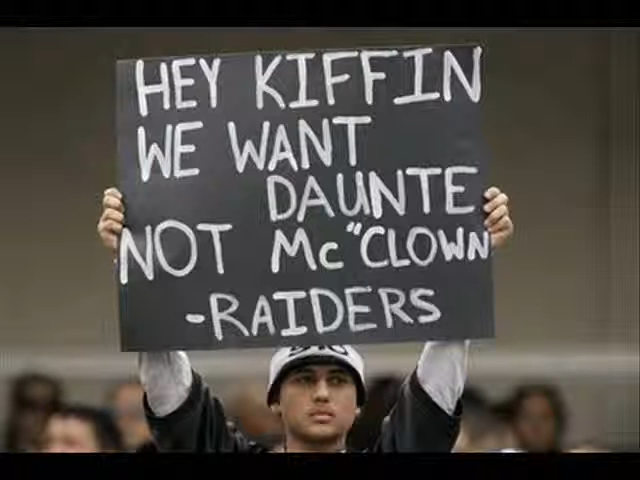 HEY KIFFIN
WE WANT
DAUNTE
NOT Mc"CLOWN
-RAIDERS